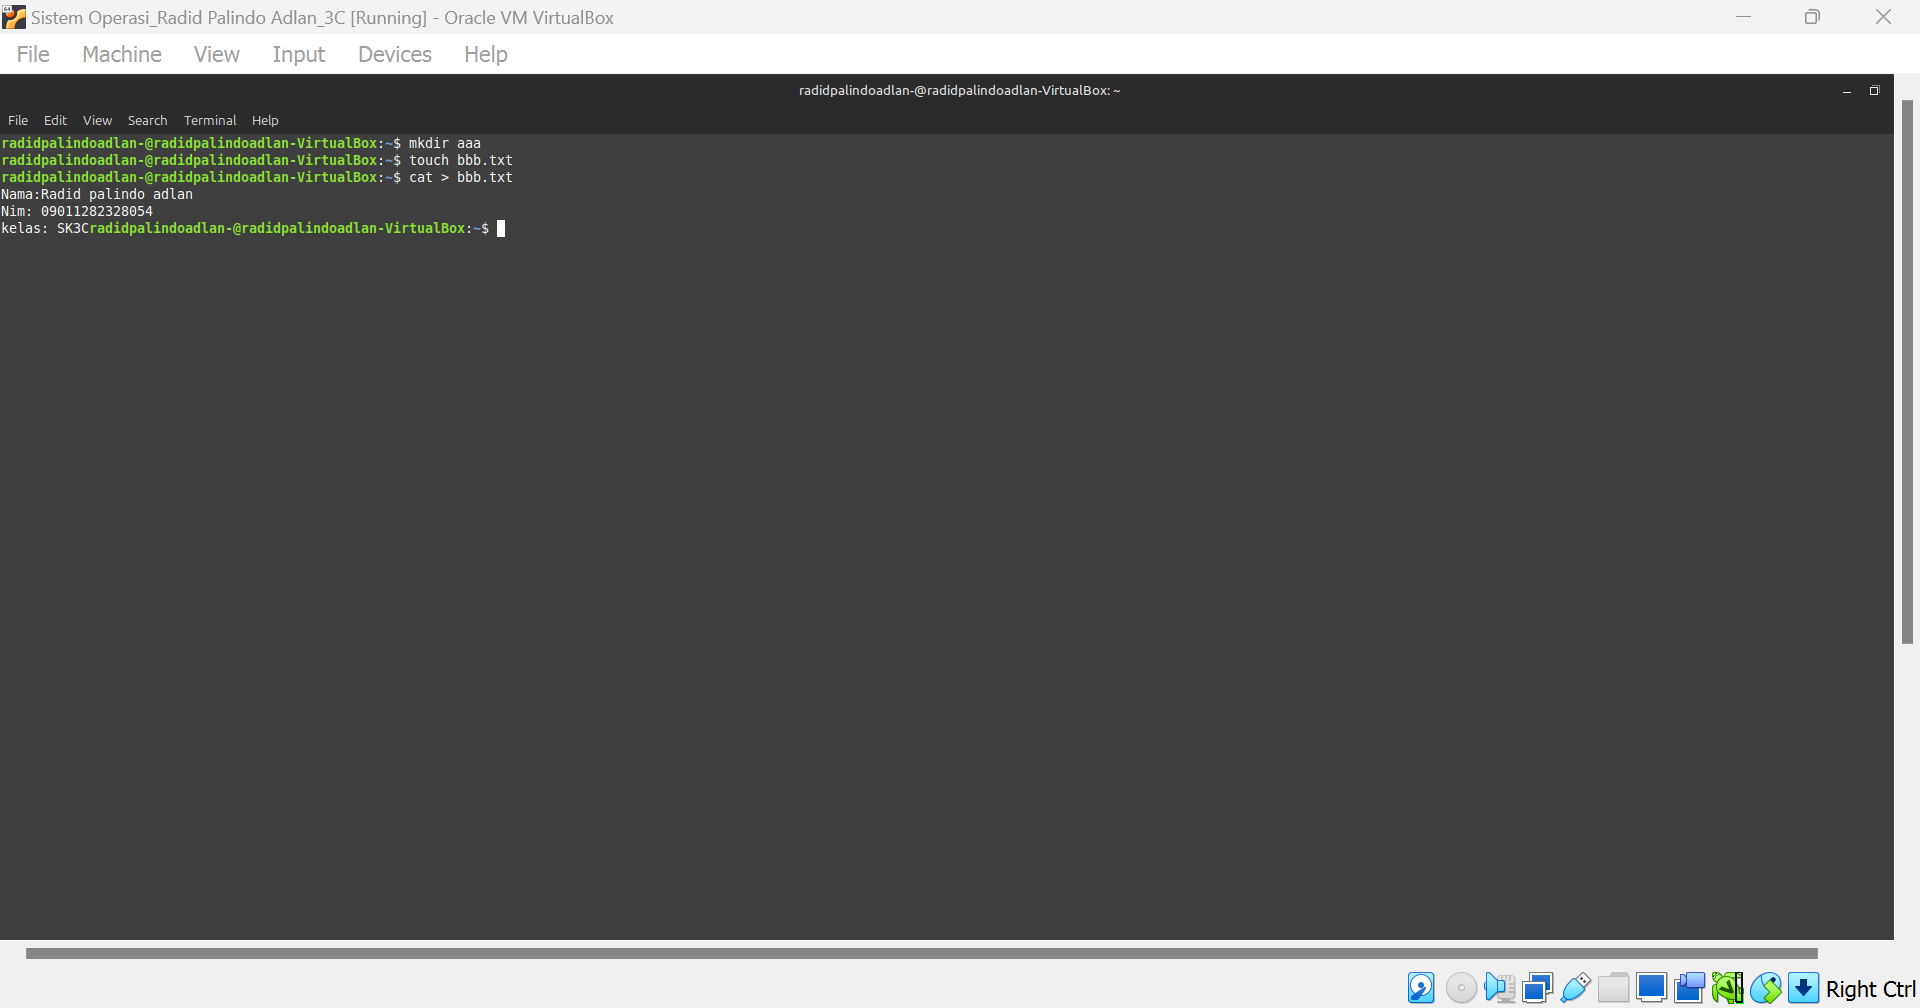 Sistem Operasi_Radid Palindo Adlan_3C [Running] - Oracle VM VirtualBox
File Machine View Input Devices Help
radidpalindoadlan-@radidpalindoadlan-VirtualBox: ~
File Edit View Search Terminal Help
radidpalindoadlan-@radidpalindoadlan-VirtualBox:~$ mkdir aaa
radidpalindoadlan-@radidpalindoadlan-VirtualBox:~$ touch bbb.txt
radidpalindoadlan-@radidpalindoadlan-VirtualBox:~$ cat > bbb.txt
Nama:Radid palindo adlan
Nim: 09011282328054
kelas: SK3Cradidpalindoadlan-@radidpalindoadlan-VirtualBox:~$
Right Ctrl